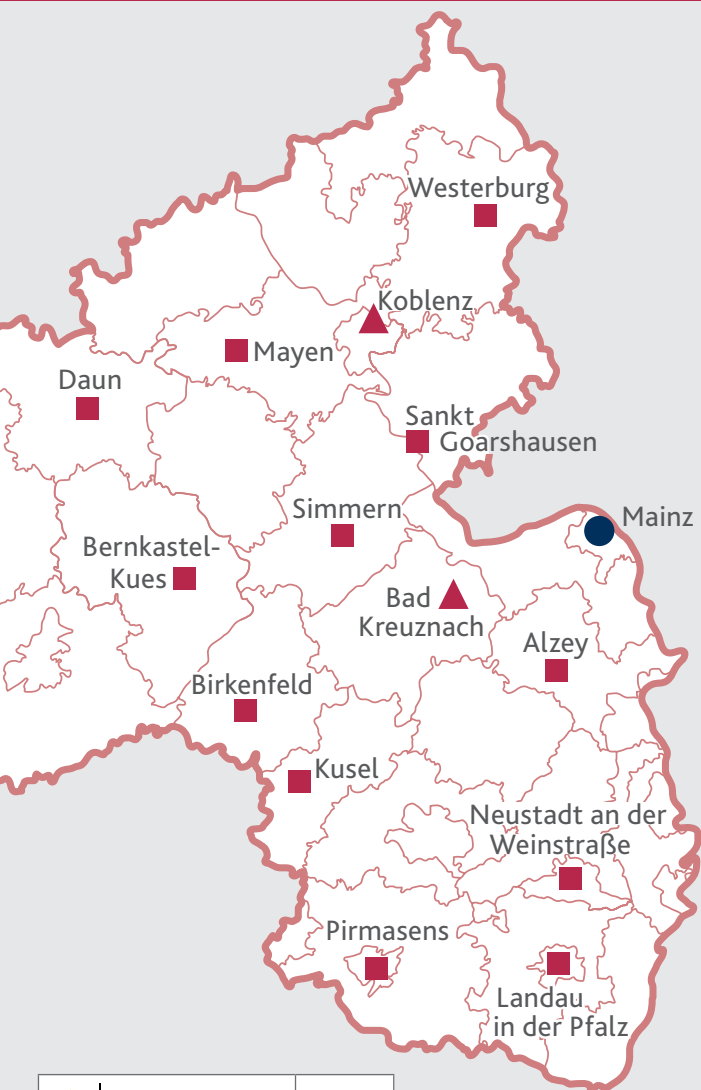 Westerburg
Koblenz
Mayen
Daun
Sankt
Goarshausen
Simmern
Mainz
Bernkastel-
Kues
Bad
Kreuznach
Alzey
Birkenfeld
Kusel
Neustadt an der
Weinstraße
Pirmasens
Landau
in der Pfalz